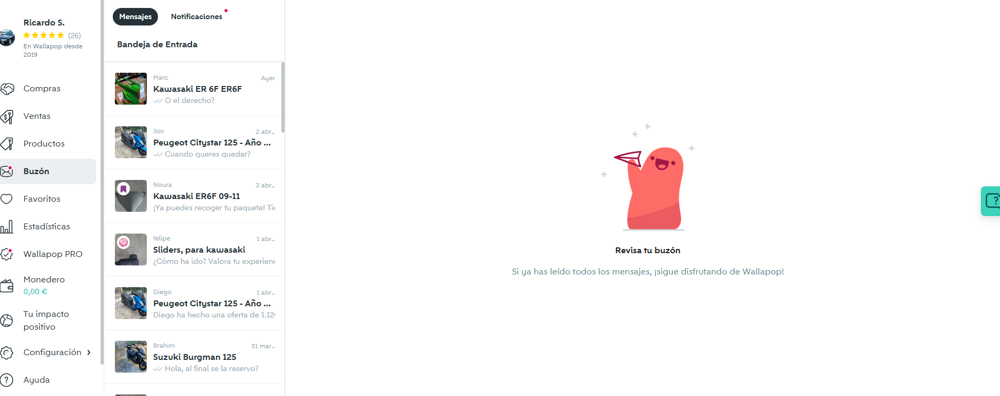 Ricardo S.
(26)
En Wallapop desde
2019
Compras
Ventas
Productos
Buzón
Favoritos
Estadísticas
Wallapop PRO
Monedero
0,00 €
Tu impacto
positivo
Configuración
Ayuda
Mensajes
Notificaciones
Bandeja de Entrada
Marc
Ayer
Kawasaki ER 6F ER6F
O el derecho?
Jon
2 abr..
Peugeot Citystar 125 - Año ...
Cuando queres quedar?
Noura
2 abr..
Kawasaki ER6F 09-11
¡Ya puedes recoger tu paquete! Tie
felipe
1 abr..
Sliders, para kawasaki
¿Cómo ha ido? Valora tu experienc
Diego
1 abr..
Peugeot Citystar 125 - Año ...
Diego ha hecho una oferta de 1.120
Brahim
31 mar..
Suzuki Burgman 125
Hola, al final se la reservo?
Revisa tu buzón
Si ya has leído todos los mensajes, ¡sigue disfrutando de Wallapop!